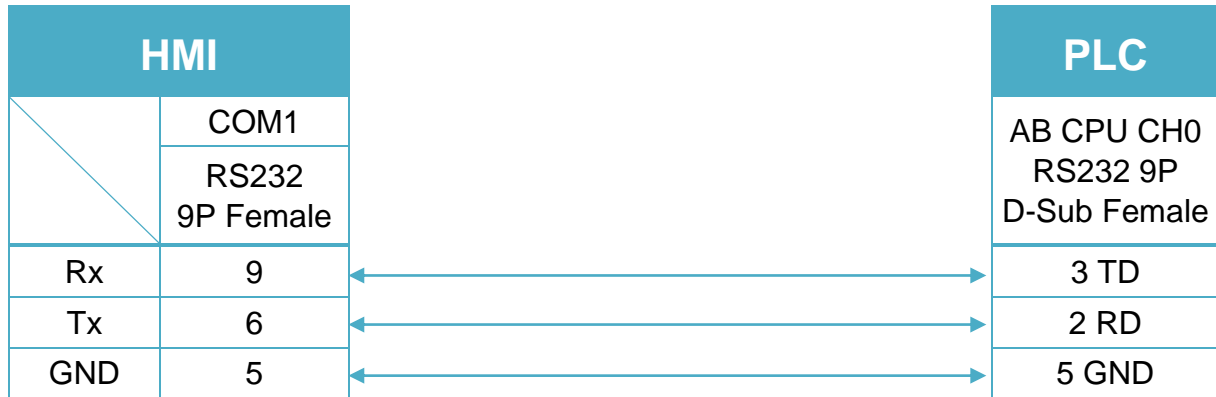 HMI
PLC
COM1
RS232
9P Female
AB CPU CH0
RS232 9P
D-Sub Female
Rx 9 3 TD
Tx 6 2 RD
GND 5 5 GND